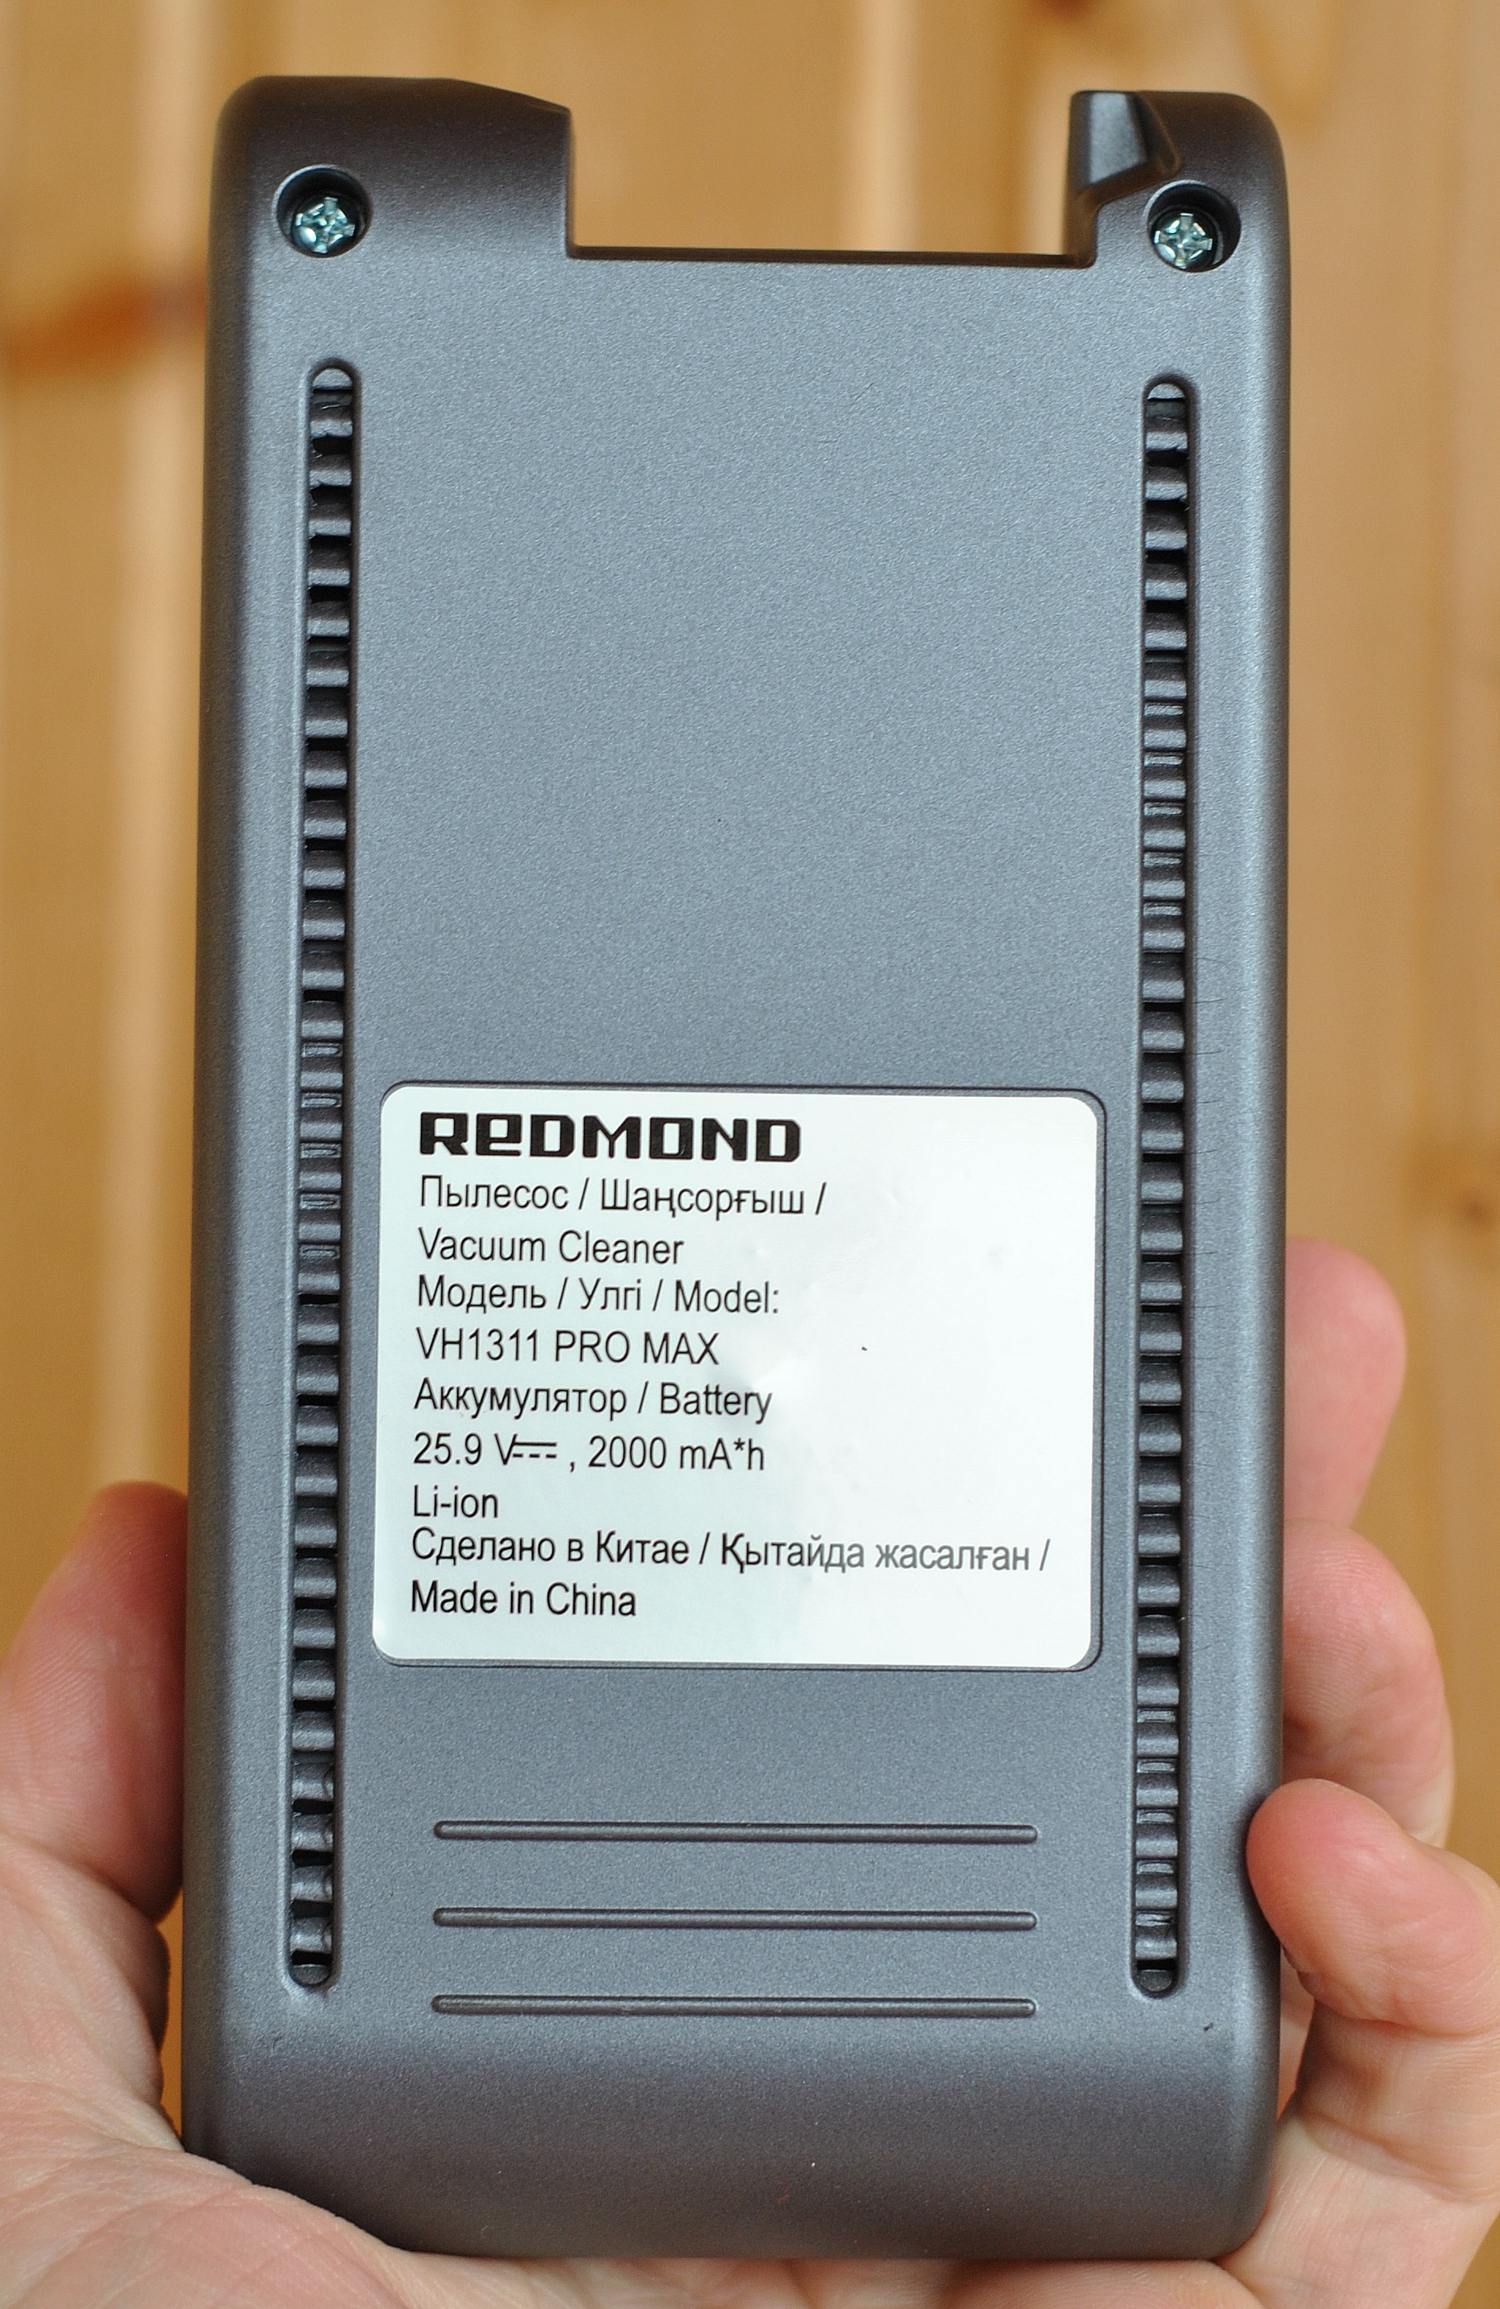 REDMOND
Пылесос / Шаңсорғыш /
Vacuum Cleaner
Модель / Улгі / Model:
VH1311 PRO MAX
Аккумулятор / Battery
25.9 V⎓, 2000 mA*h
Li-ion
Сделано в Китае / Қытайда жасалған /
Made in China